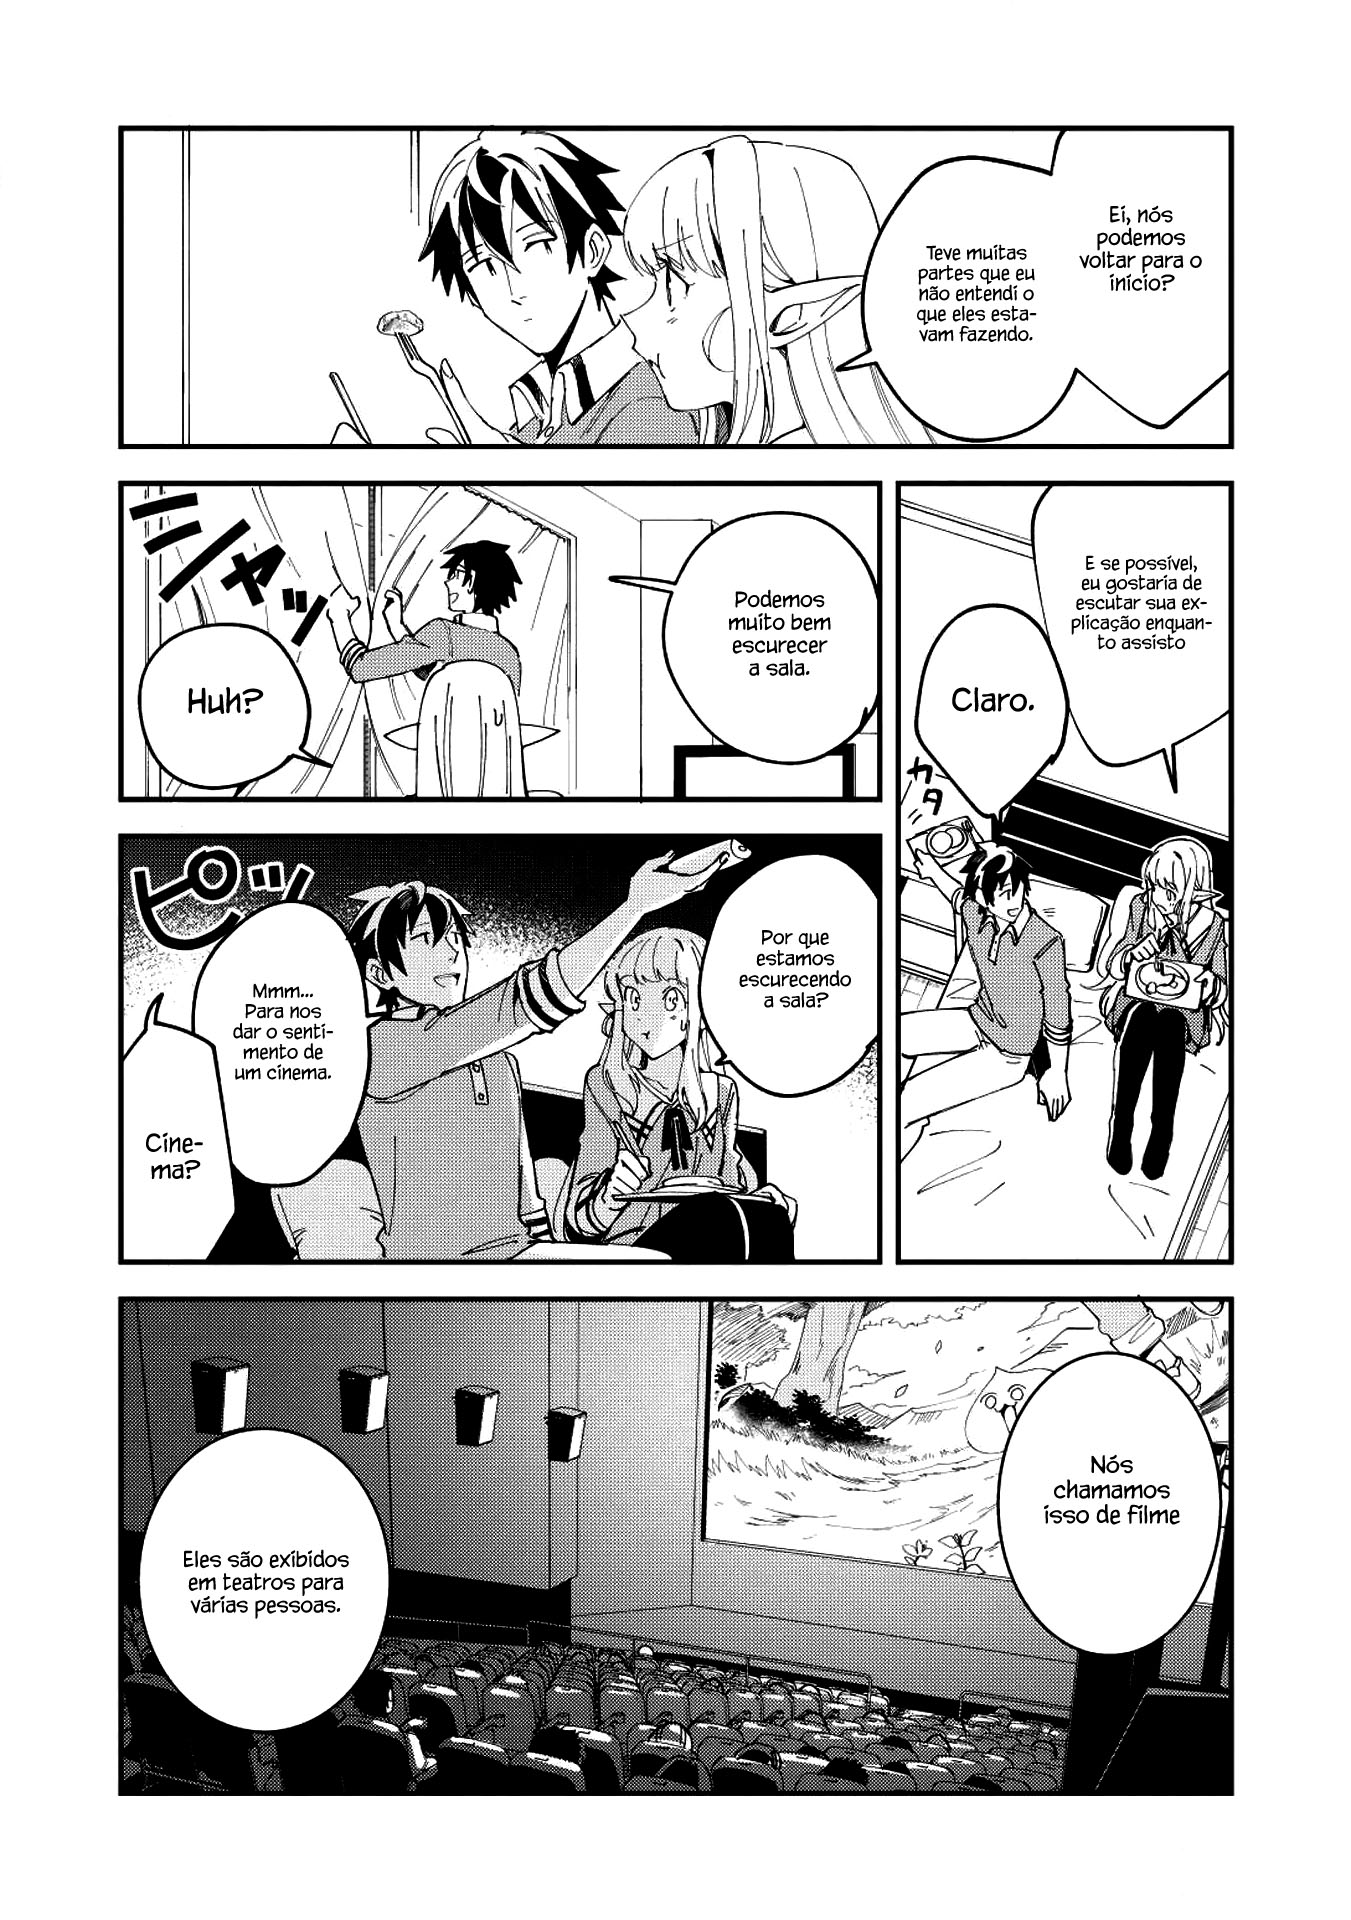 Ei, nós
podemos
voltar para o
início?
Teve muitas
partes que eu
não entendi o
que eles esta-
vam fazendo.
E se possível,
eu gostaria de
escutar sua ex-
plicação enquan-
to assisto
Claro.
カタ
Podemos
muito bem
escurecer
a sala.
シャッ
Huh?
Por que
estamos
escurecendo
a sala?
ピッ
Mmm...
Para nos
dar o senti-
mento de
um cinema.
Cine-
ma?
Nós
chamamos
isso de filme
Eles são exibidos
em teatros para
várias pessoas.